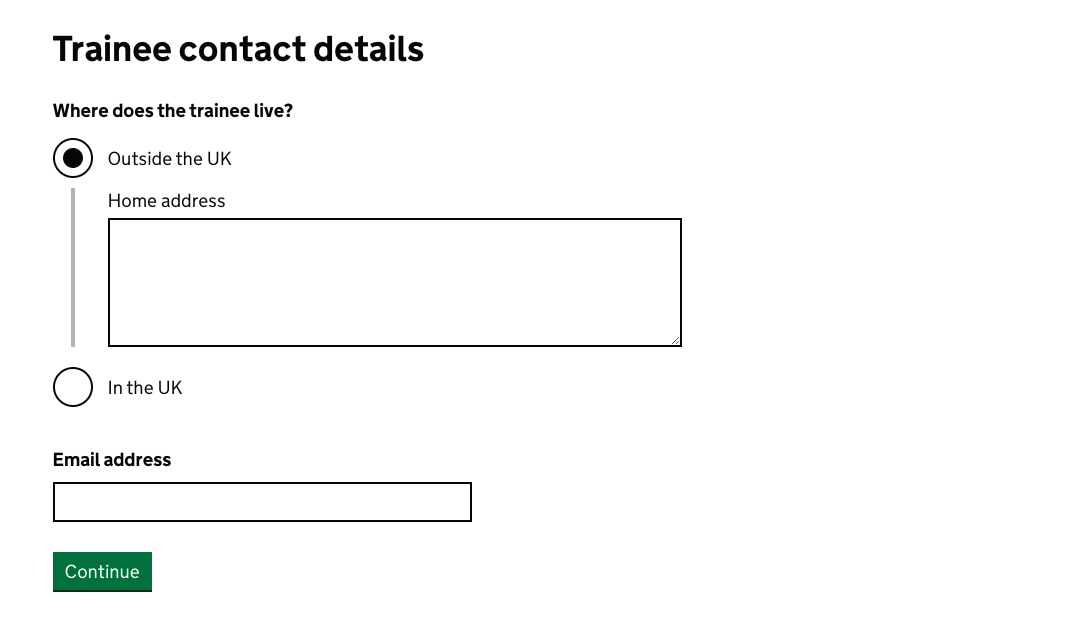 Trainee contact details
Where does the trainee live?
Outside the UK
Home address
In the UK
Email address
Continue